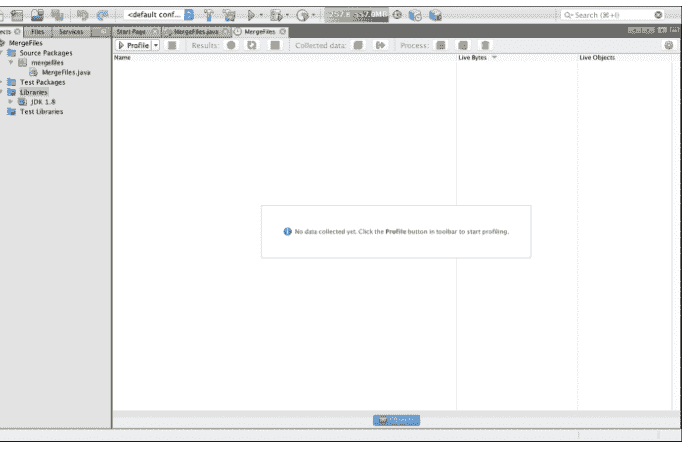 <default conf...
Search (⌘+I)
Files Services
Start Page MergeFiles.java MergeFiles
MergeFiles
Source Packages
mergefiles
MergeFiles.java
Test Packages
Libraries
JDK 1.8
Test Libraries
Profile Results: Collected data: Process:
Name Live Bytes Live Objects
No data collected yet. Click the Profile button in toolbar to start profiling.